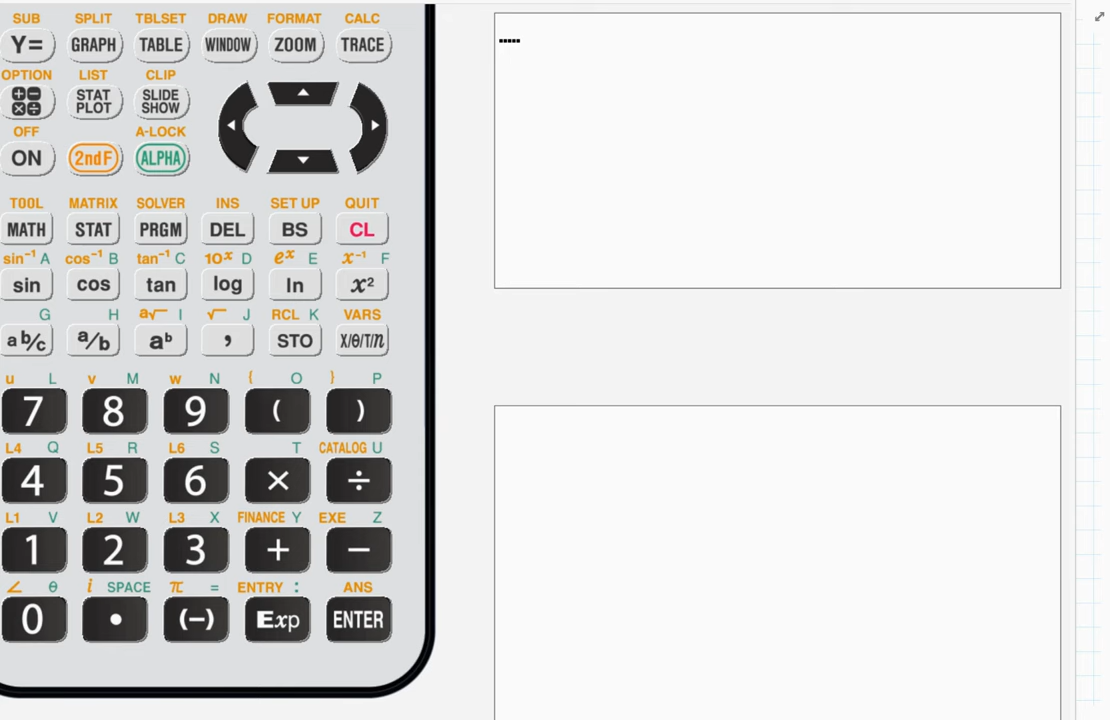 SUB SPLIT TBLSET DRAW FORMAT CALC
Y= GRAPH TABLE WINDOW ZOOM TRACE
OPTION LIST CLIP
+ − × ÷ STAT PLOT SLIDE SHOW
OFF A-LOCK
ON 2ndF ALPHA
TOOL MATRIX SOLVER INS SET UP QUIT
MATH STAT PRGM DEL BS CL
sin⁻¹ A cos⁻¹ B tan⁻¹ C 10ˣ D eˣ E x⁻¹ F
sin cos tan log ln x²
G H a√ I √ J RCL K VARS
a b/c a/b aᵇ , STO X/θ/T/n
u L v M w N { O } P
7 8 9 ( )
L4 Q L5 R L6 S T CATALOG U
4 5 6 × ÷
L1 V L2 W L3 X FINANCE Y EXE Z
1 2 3 + −
∠ θ i SPACE π = ENTRY : ANS
0 • (−) Exp ENTER